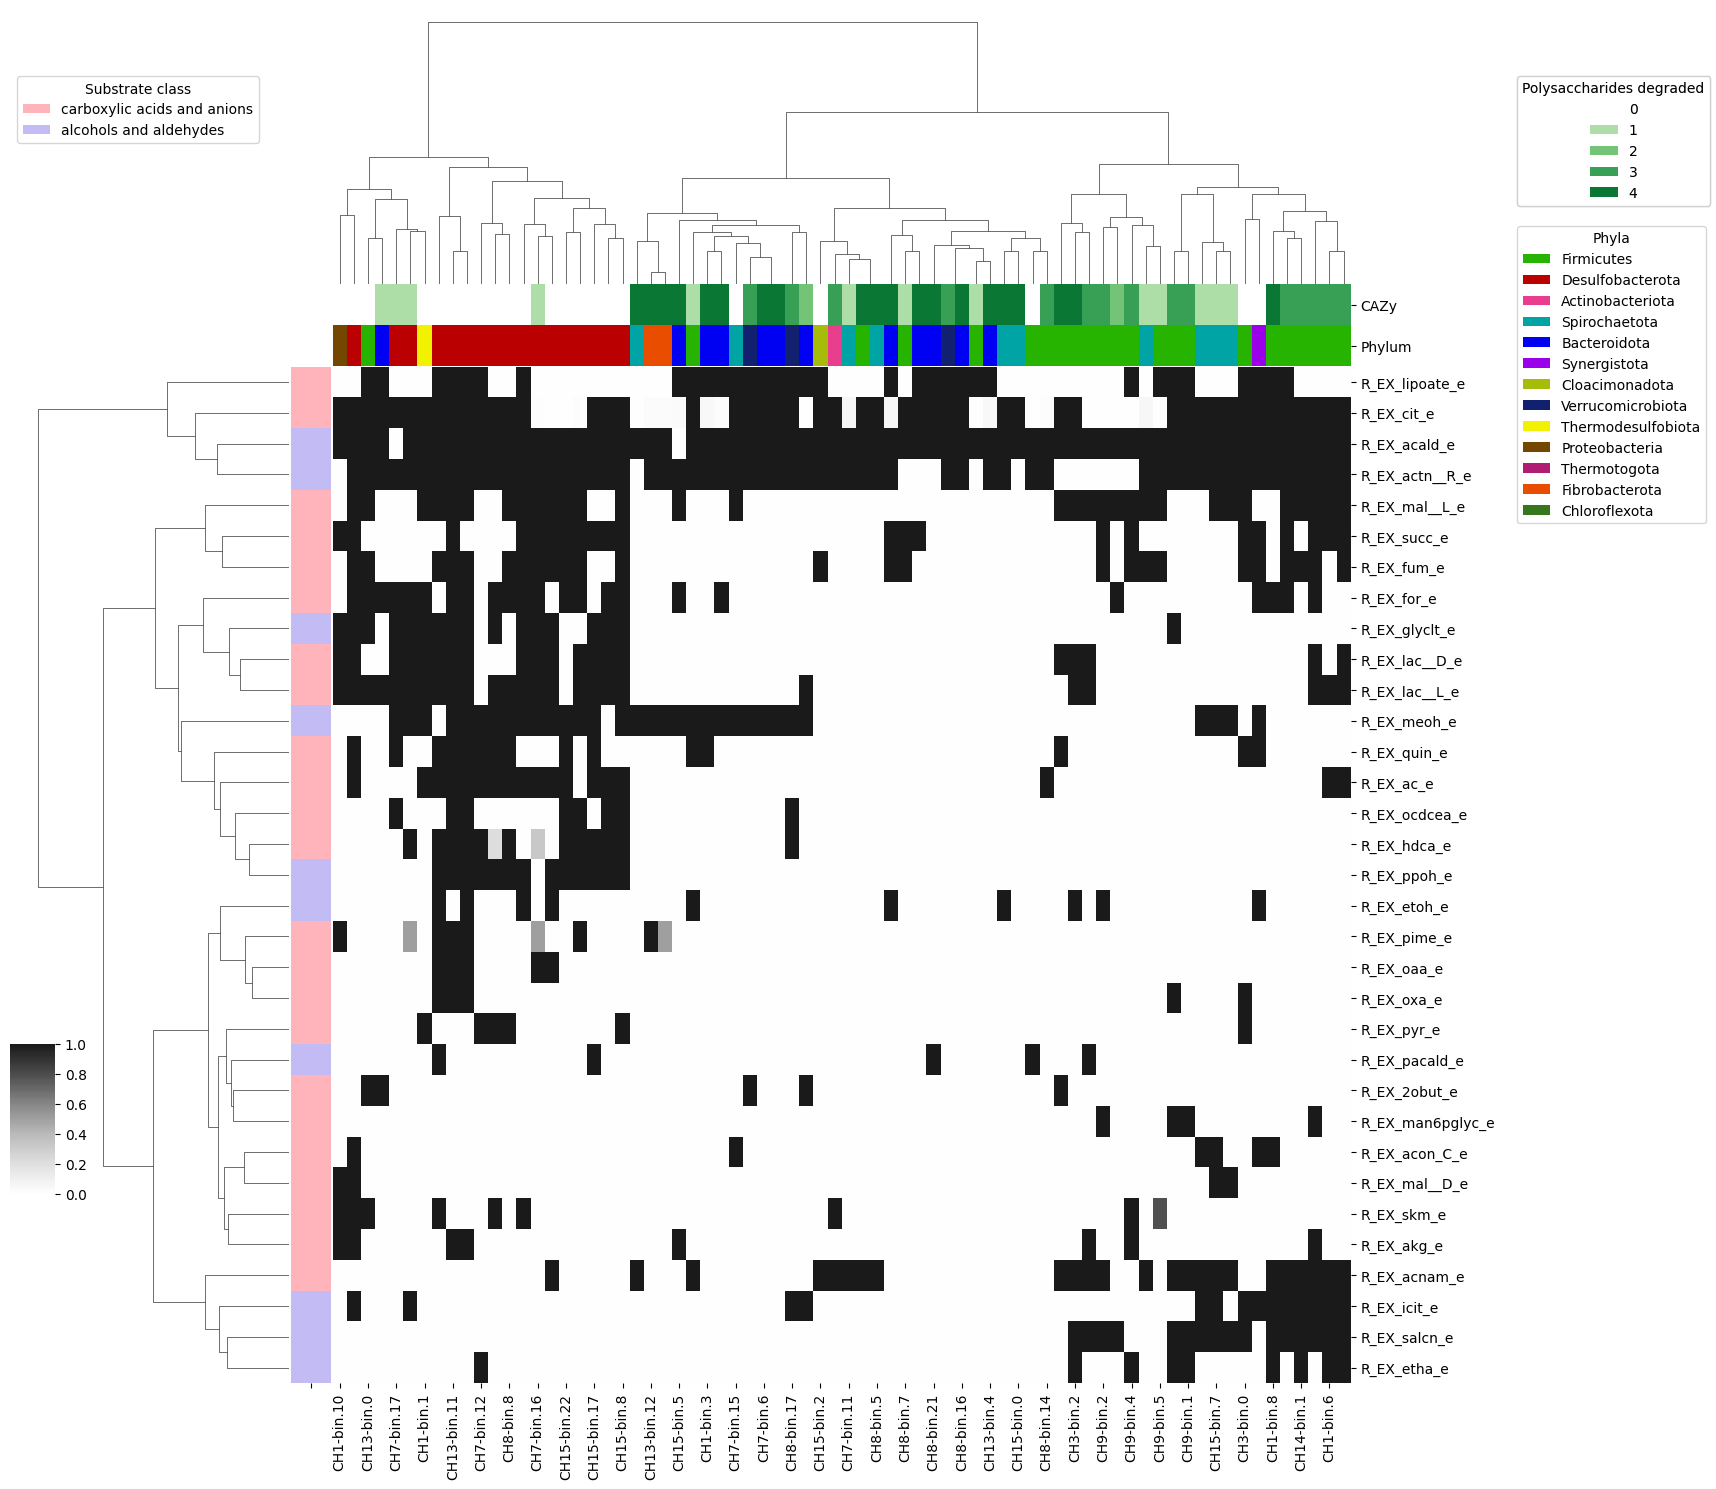 Substrate class
carboxylic acids and anions
alcohols and aldehydes
Polysaccharides degraded
0
1
2
3
4
Phyla
Firmicutes
Desulfobacterota
Actinobacteriota
Spirochaetota
Bacteroidota
Synergistota
Cloacimonadota
Verrucomicrobiota
Thermodesulfobiota
Proteobacteria
Thermotogota
Fibrobacterota
Chloroflexota
CAZy
Phylum
R_EX_lipoate_e
R_EX_cit_e
R_EX_acald_e
R_EX_actn__R_e
R_EX_mal__L_e
R_EX_succ_e
R_EX_fum_e
R_EX_for_e
R_EX_glyclt_e
R_EX_lac__D_e
R_EX_lac__L_e
R_EX_meoh_e
R_EX_quin_e
R_EX_ac_e
R_EX_ocdcea_e
R_EX_hdca_e
R_EX_ppoh_e
R_EX_etoh_e
R_EX_pime_e
R_EX_oaa_e
R_EX_oxa_e
R_EX_pyr_e
R_EX_pacald_e
R_EX_2obut_e
R_EX_man6pglyc_e
R_EX_acon_C_e
R_EX_mal__D_e
R_EX_skm_e
R_EX_akg_e
R_EX_acnam_e
R_EX_icit_e
R_EX_salcn_e
R_EX_etha_e
1.0
0.8
0.6
0.4
0.2
0.0
CH1-bin.10
CH13-bin.0
CH7-bin.17
CH1-bin.1
CH13-bin.11
CH7-bin.12
CH8-bin.8
CH7-bin.16
CH15-bin.22
CH15-bin.17
CH15-bin.8
CH13-bin.12
CH15-bin.5
CH1-bin.3
CH7-bin.15
CH7-bin.6
CH8-bin.17
CH15-bin.2
CH7-bin.11
CH8-bin.5
CH8-bin.7
CH8-bin.21
CH8-bin.16
CH13-bin.4
CH15-bin.0
CH8-bin.14
CH3-bin.2
CH9-bin.2
CH9-bin.4
CH9-bin.5
CH9-bin.1
CH15-bin.7
CH3-bin.0
CH1-bin.8
CH14-bin.1
CH1-bin.6